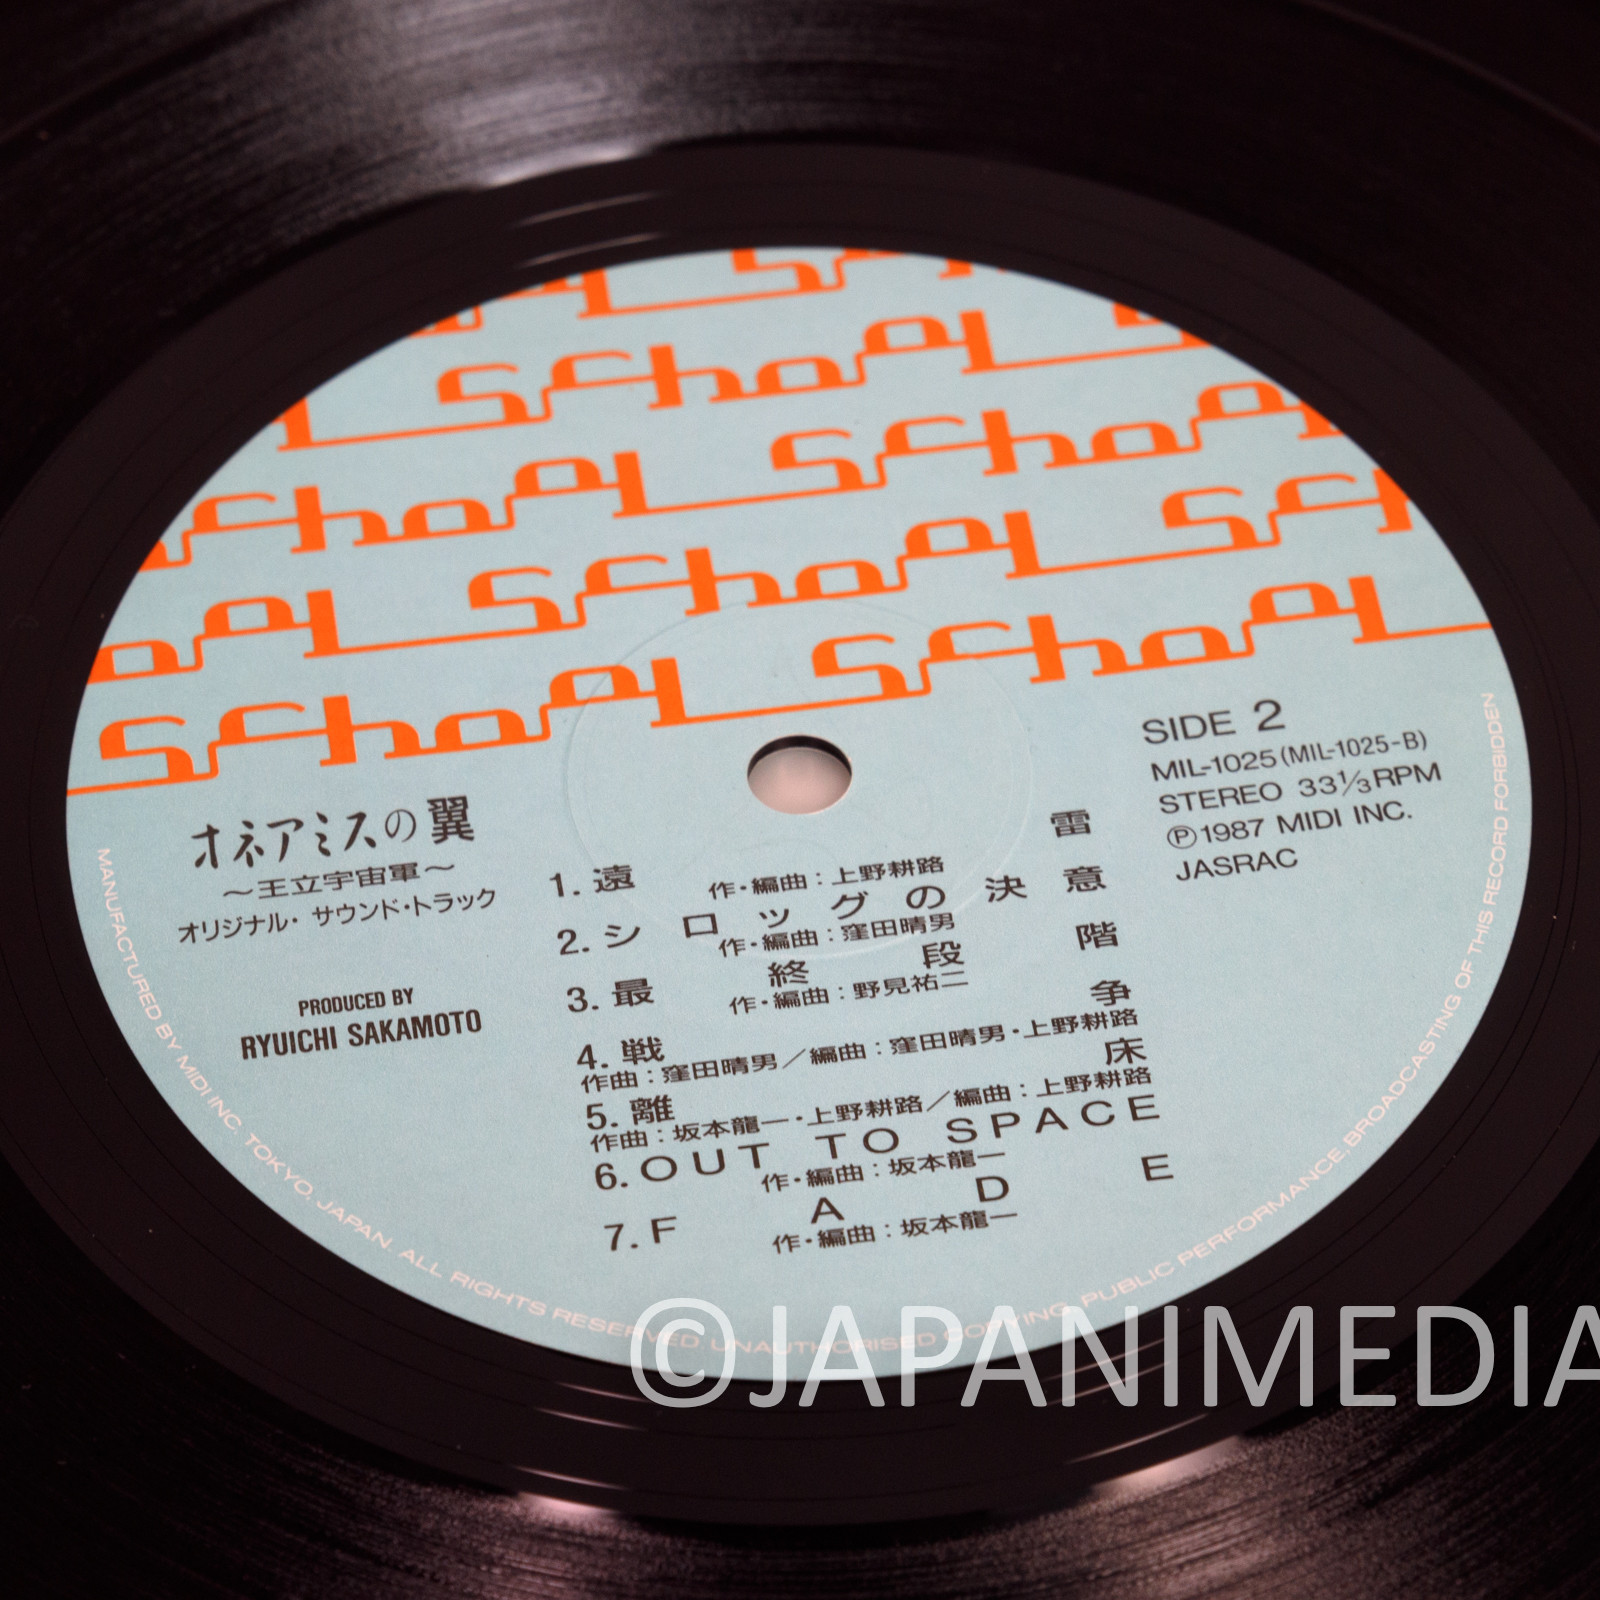 School
School
School
School
School
School
School
オネアミスの翼
～王立宇宙軍～
オリジナル・サウンド・トラック
PRODUCED BY
RYUICHI SAKAMOTO
SIDE 2
MIL-1025 (MIL-1025-B)
STEREO 33⅓RPM
Ⓟ1987 MIDI INC.
JASRAC
1. 遠雷
作・編曲：上野耕路
2. シロツグの決意
作・編曲：窪田晴男
3. 最終段階
作・編曲：野見祐二
4. 戦争
作曲：窪田晴男／編曲：窪田晴男・上野耕路
5. 離床
作曲：坂本龍一・上野耕路／編曲：上野耕路
6. OUT TO SPACE
作・編曲：坂本龍一
7. FADE
作・編曲：坂本龍一
MANUFACTURED BY MIDI INC. TOKYO, JAPAN. ALL RIGHTS RESERVED. UNAUTHORISED COPYING, PUBLIC PERFORMANCE, BROADCASTING OF THIS RECORD FORBIDDEN
©JAPANIMEDIA